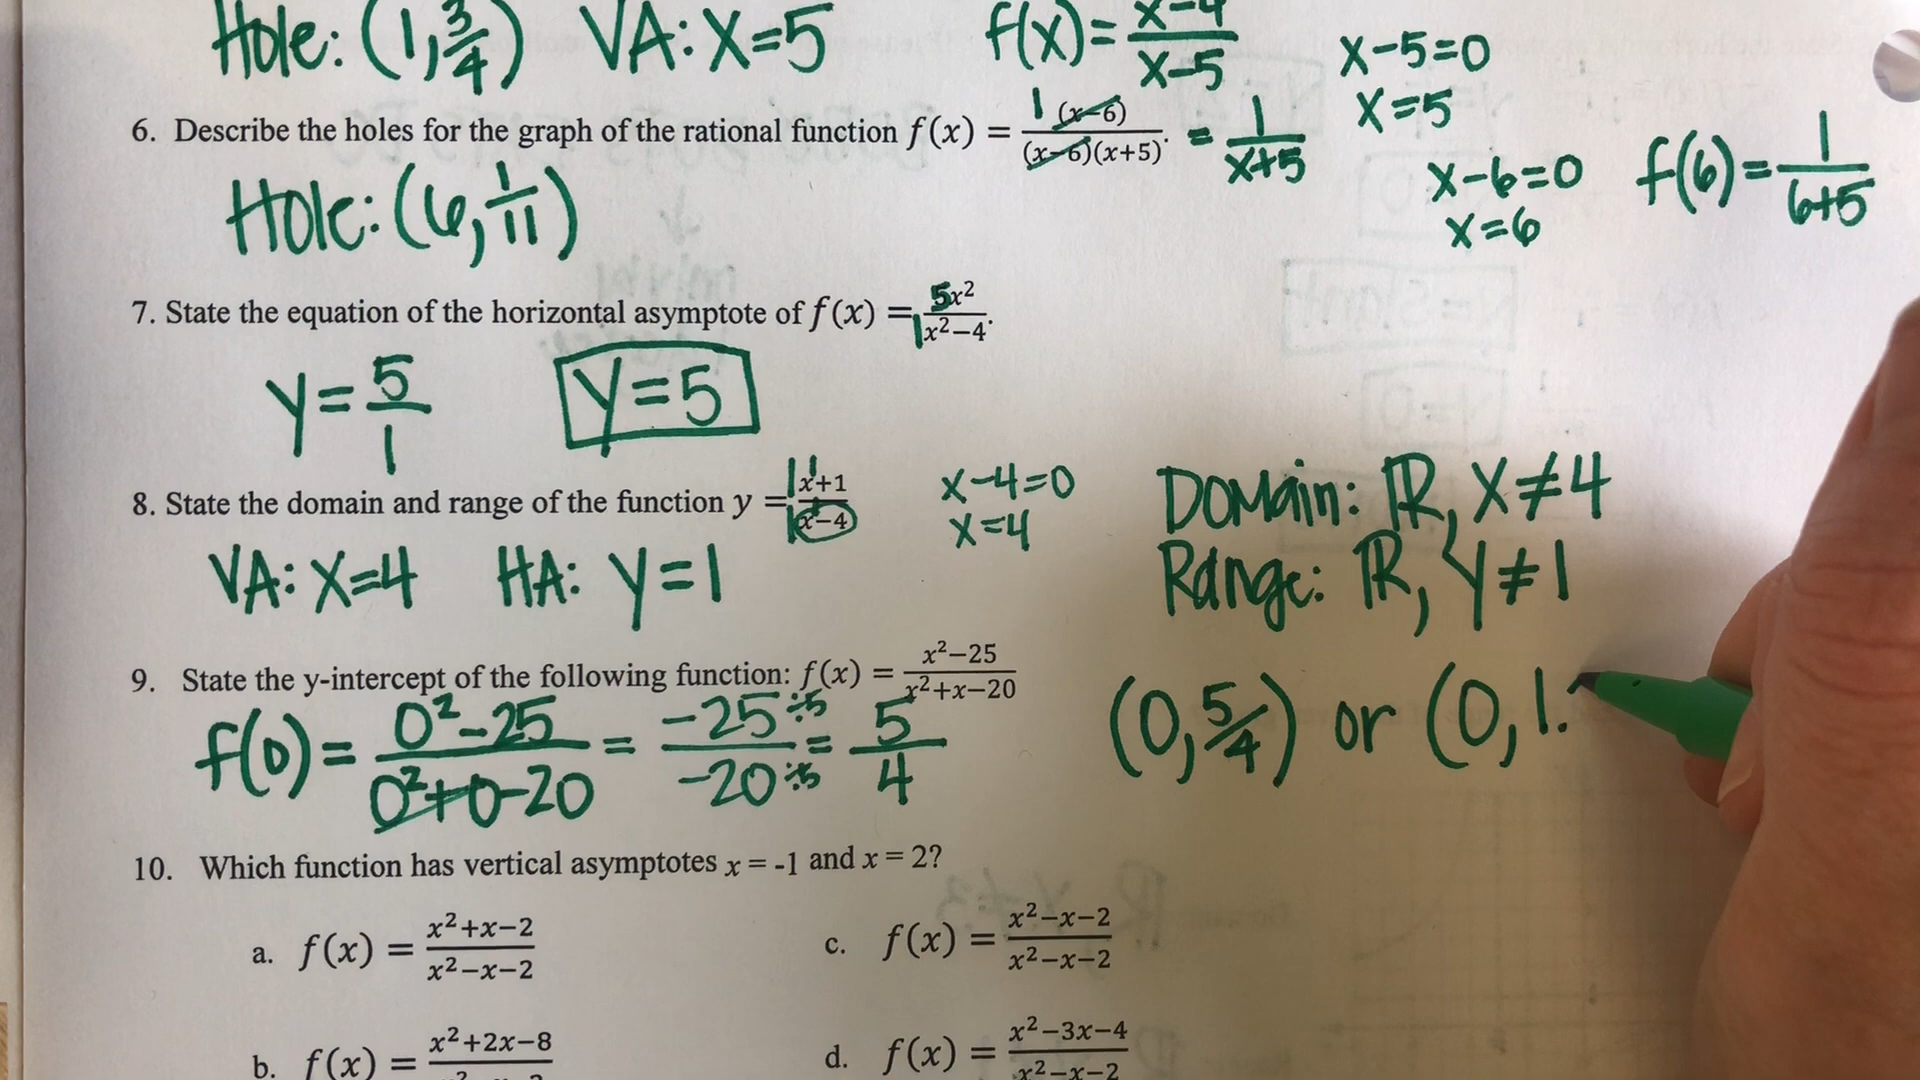 Hole: (1, 3/4) VA: X=5 f(x) = x-4/x-5 x-5=0
x=5
6. Describe the holes for the graph of the rational function f(x) = 1(x-6)/(x-6)(x+5). = 1/x+5
x-6=0 f(6) = 1/6+5
x=6
Hole: (6, 1/11)
7. State the equation of the horizontal asymptote of f(x) = 5x²/1x²-4.
y = 5/1 y=5
8. State the domain and range of the function y = 1x+1/1x-4 x-4=0 Domain: ℝ, x≠4
x=4
VA: X=4 HA: y=1 Range: ℝ, y≠1
9. State the y-intercept of the following function: f(x) = x²-25/x²+x-20
f(0) = 0²-25/0²+0-20 = -25÷5/-20÷5 = 5/4 (0, 5/4) or (0, 1.
10. Which function has vertical asymptotes x = -1 and x = 2?
a. f(x) = x²+x-2/x²-x-2 c. f(x) = x²-x-2/x²-x-2
b. f(x) = x²+2x-8 d. f(x) = x²-3x-4/x²-x-2